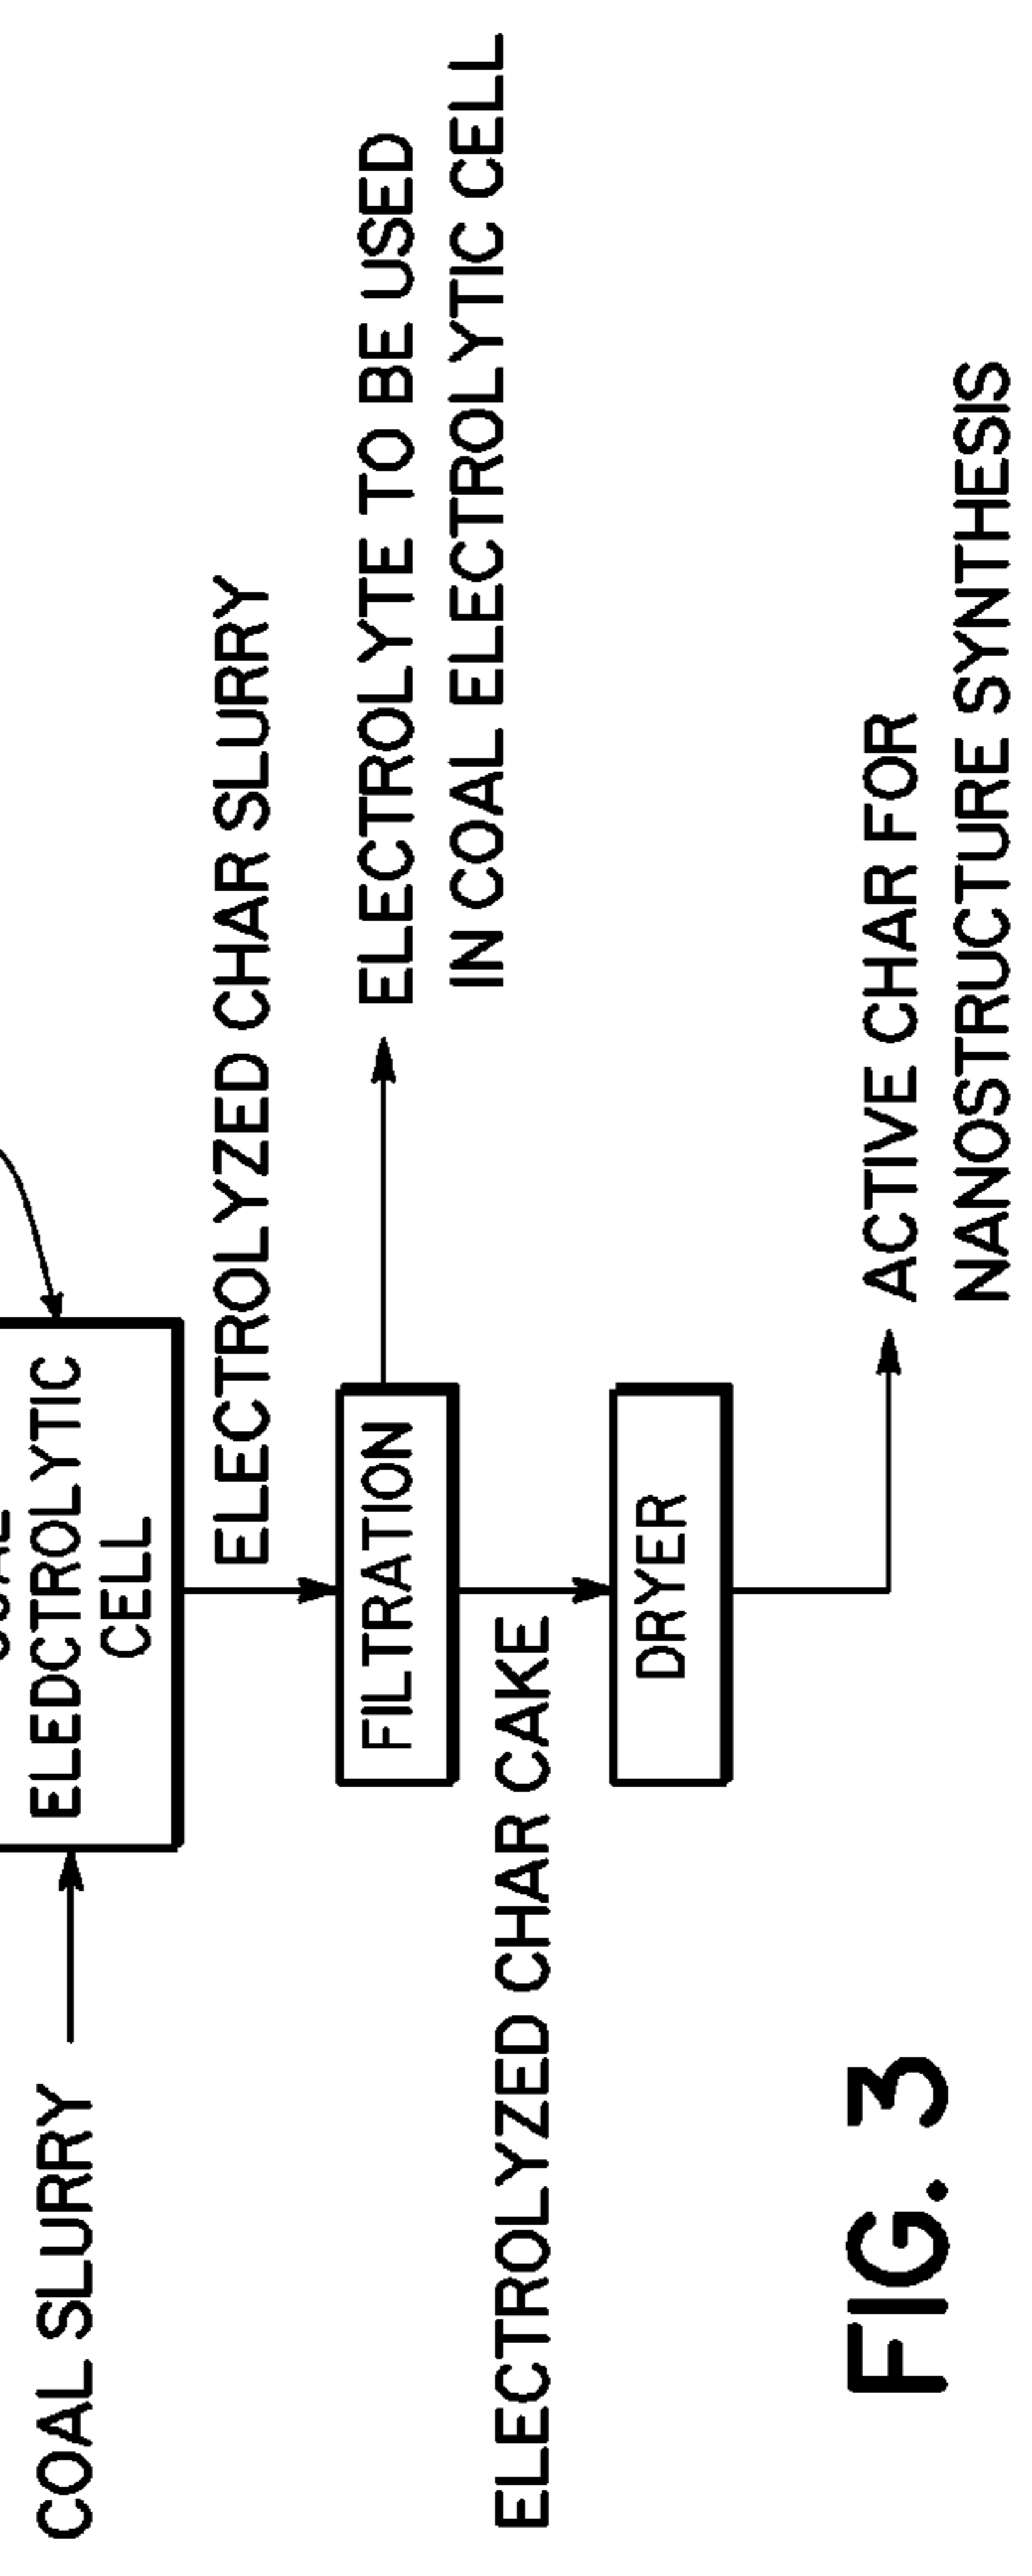 COAL SLURRY
ELEDCTROLYTIC
CELL
ELECTROLYZED CHAR SLURRY
FILTRATION
ELECTROLYTE TO BE USED
IN COAL ELECTROLYTIC CELL
ELECTROLYZED CHAR CAKE
DRYER
ACTIVE CHAR FOR
NANOSTRUCTURE SYNTHESIS
FIG. 3